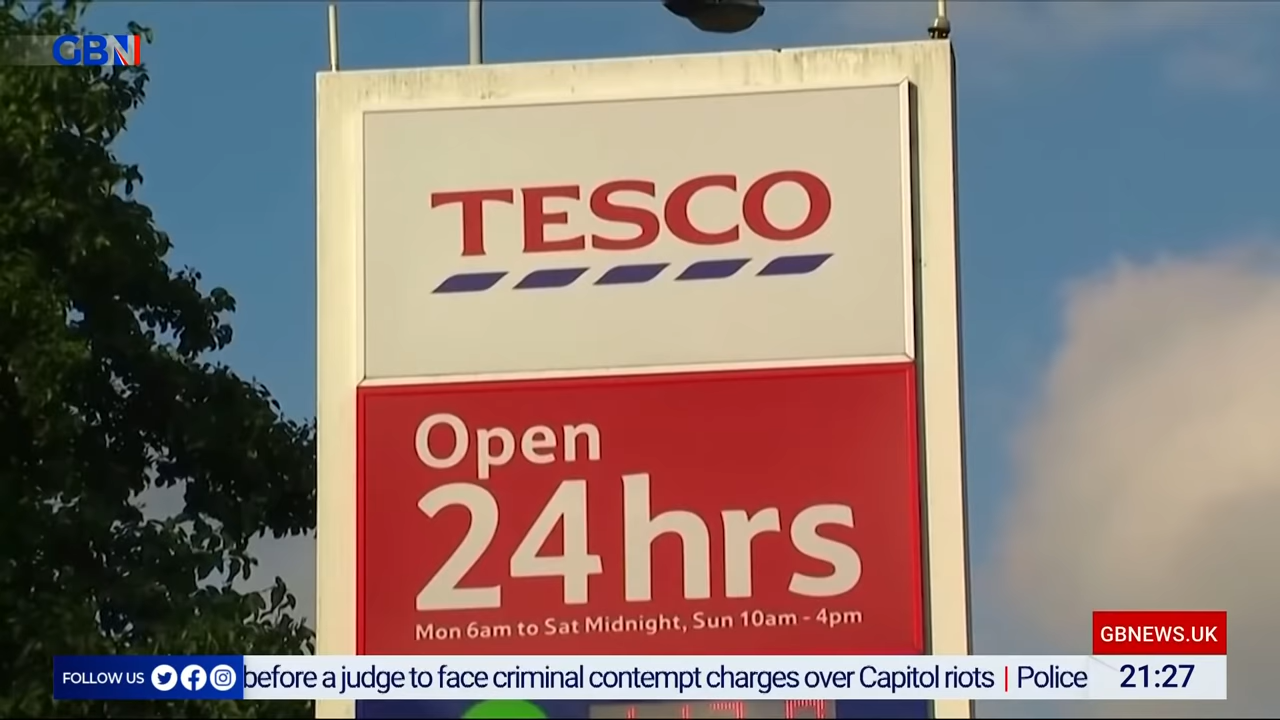 GBN
TESCO
Open
24hrs
Mon 6am to Sat Midnight, Sun 10am - 4pm
GBNEWS.UK
FOLLOW US
before a judge to face criminal contempt charges over Capitol riots | Police
21:27